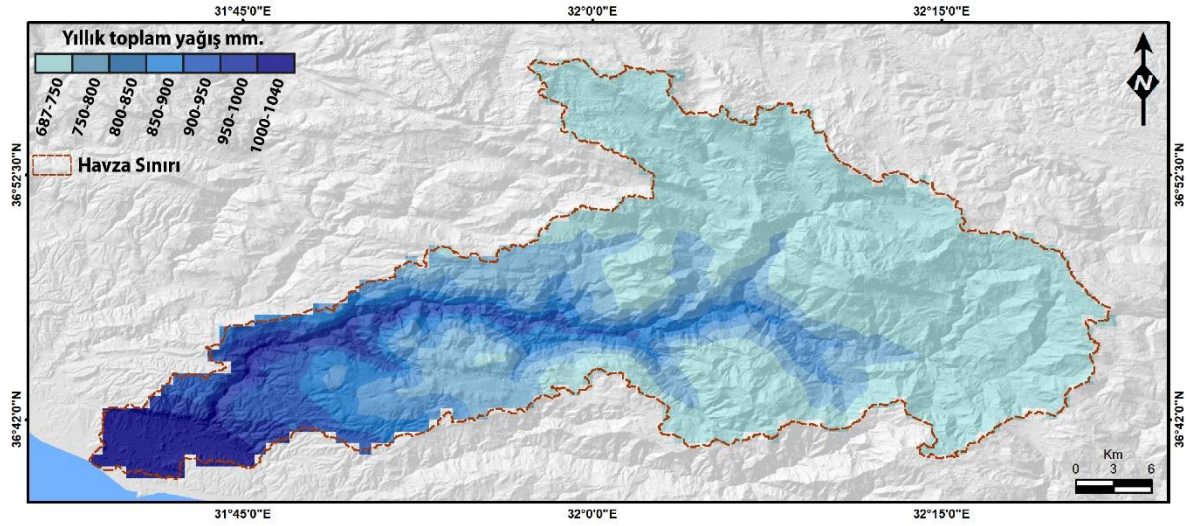 31°45'0"E 32°0'0"E 32°15'0"E
Yıllık toplam yağış mm.
687-750
750-800
800-850
850-900
900-950
950-1000
1000-1040
Havza Sınırı
N
36°52'30"N 36°52'30"N
36°42'0"N 36°42'0"N
Km
0 3 6
31°45'0"E 32°0'0"E 32°15'0"E